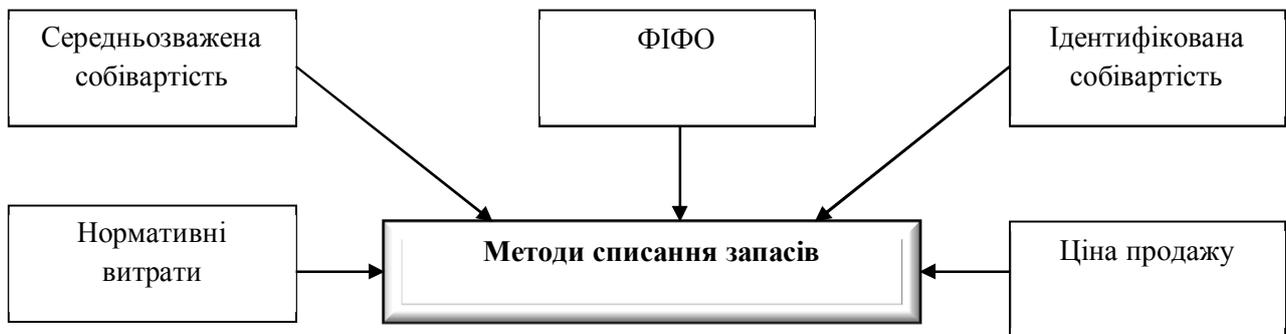 Середньозважена
собівартість
ФІФО
Ідентифікована
собівартість
Нормативні
витрати
Методи списання запасів
Ціна продажу